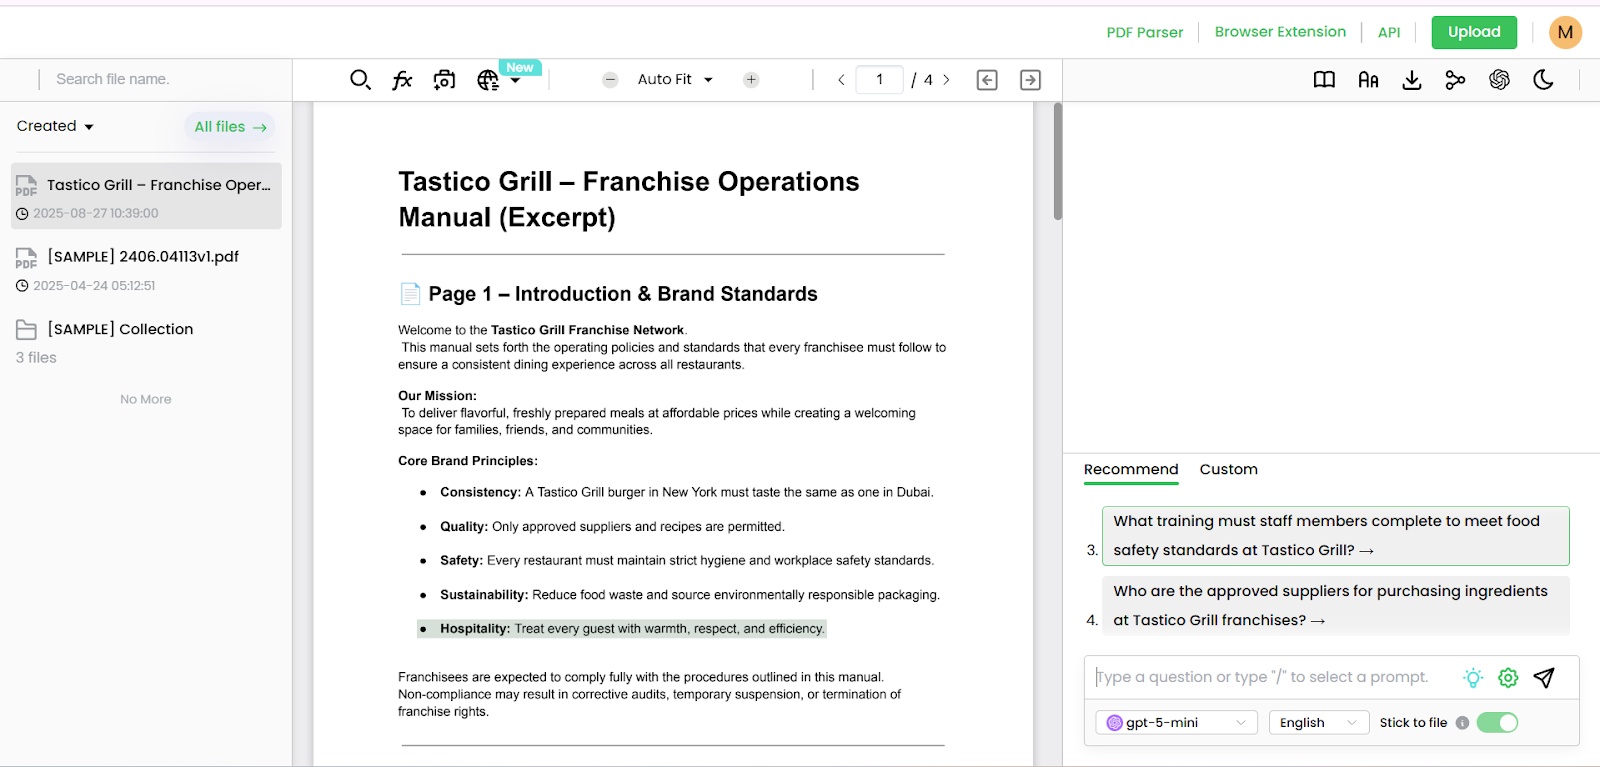 PDF Parser
Browser Extension
API
Upload
M
Search file name.
New
Auto Fit
1 / 4
Created
All files →
PDF
Tastico Grill – Franchise Oper...
2025-08-27 10:39:00
PDF
[SAMPLE] 2406.04113v1.pdf
2025-04-24 05:12:51
[SAMPLE] Collection
3 files
No More
Tastico Grill – Franchise Operations
Manual (Excerpt)
Page 1 – Introduction & Brand Standards
Welcome to the Tastico Grill Franchise Network.
This manual sets forth the operating policies and standards that every franchisee must follow to
ensure a consistent dining experience across all restaurants.
Our Mission:
To deliver flavorful, freshly prepared meals at affordable prices while creating a welcoming
space for families, friends, and communities.
Core Brand Principles:
● Consistency: A Tastico Grill burger in New York must taste the same as one in Dubai.
● Quality: Only approved suppliers and recipes are permitted.
● Safety: Every restaurant must maintain strict hygiene and workplace safety standards.
● Sustainability: Reduce food waste and source environmentally responsible packaging.
● Hospitality: Treat every guest with warmth, respect, and efficiency.
Franchisees are expected to comply fully with the procedures outlined in this manual.
Non-compliance may result in corrective audits, temporary suspension, or termination of
franchise rights.
Recommend
Custom
3. What training must staff members complete to meet food
safety standards at Tastico Grill? →
4. Who are the approved suppliers for purchasing ingredients
at Tastico Grill franchises? →
Type a question or type "/" to select a prompt.
gpt-5-mini
English
Stick to file